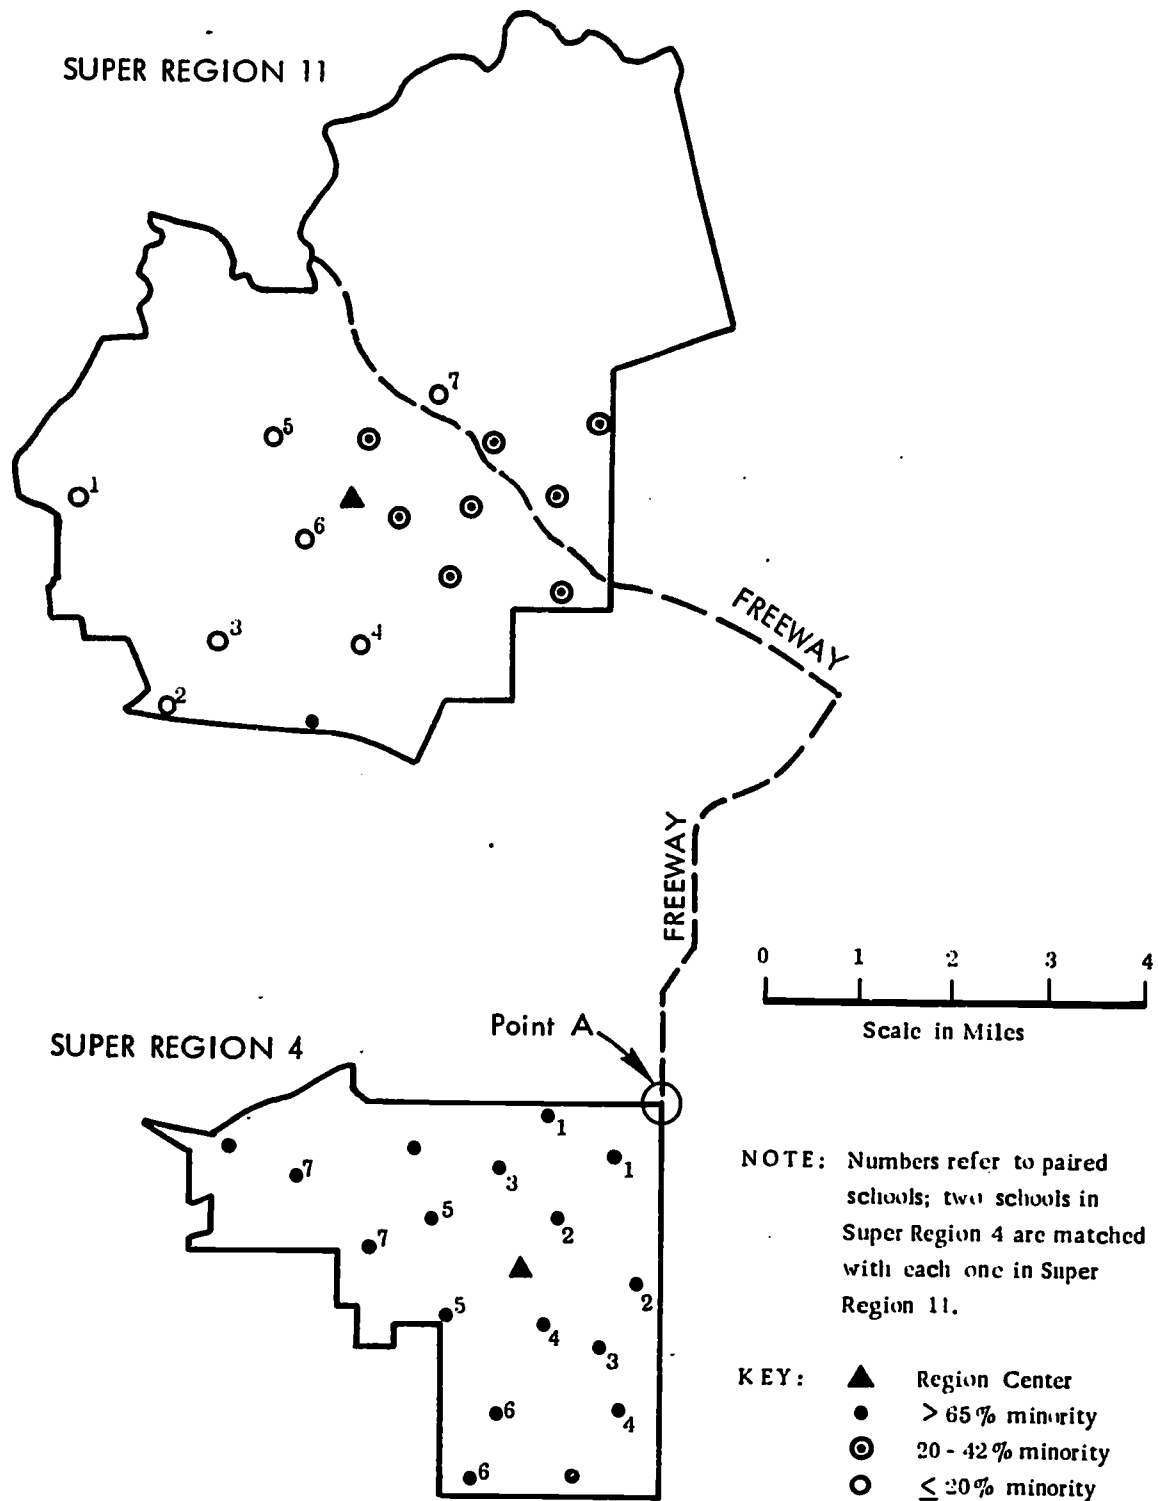 SUPER REGION 11
7
5
1
6
3
4
2
FREEWAY
FREEWAY
0 1 2 3 4
Scale in Miles
Point A
SUPER REGION 4
1
1
3
7
5
2
7
2
5
4
3
6
4
6
NOTE: Numbers refer to paired
schools; two schools in
Super Region 4 are matched
with each one in Super
Region 11.
KEY:
Region Center
> 65% minority
20 - 42% minority
≤ 20% minority